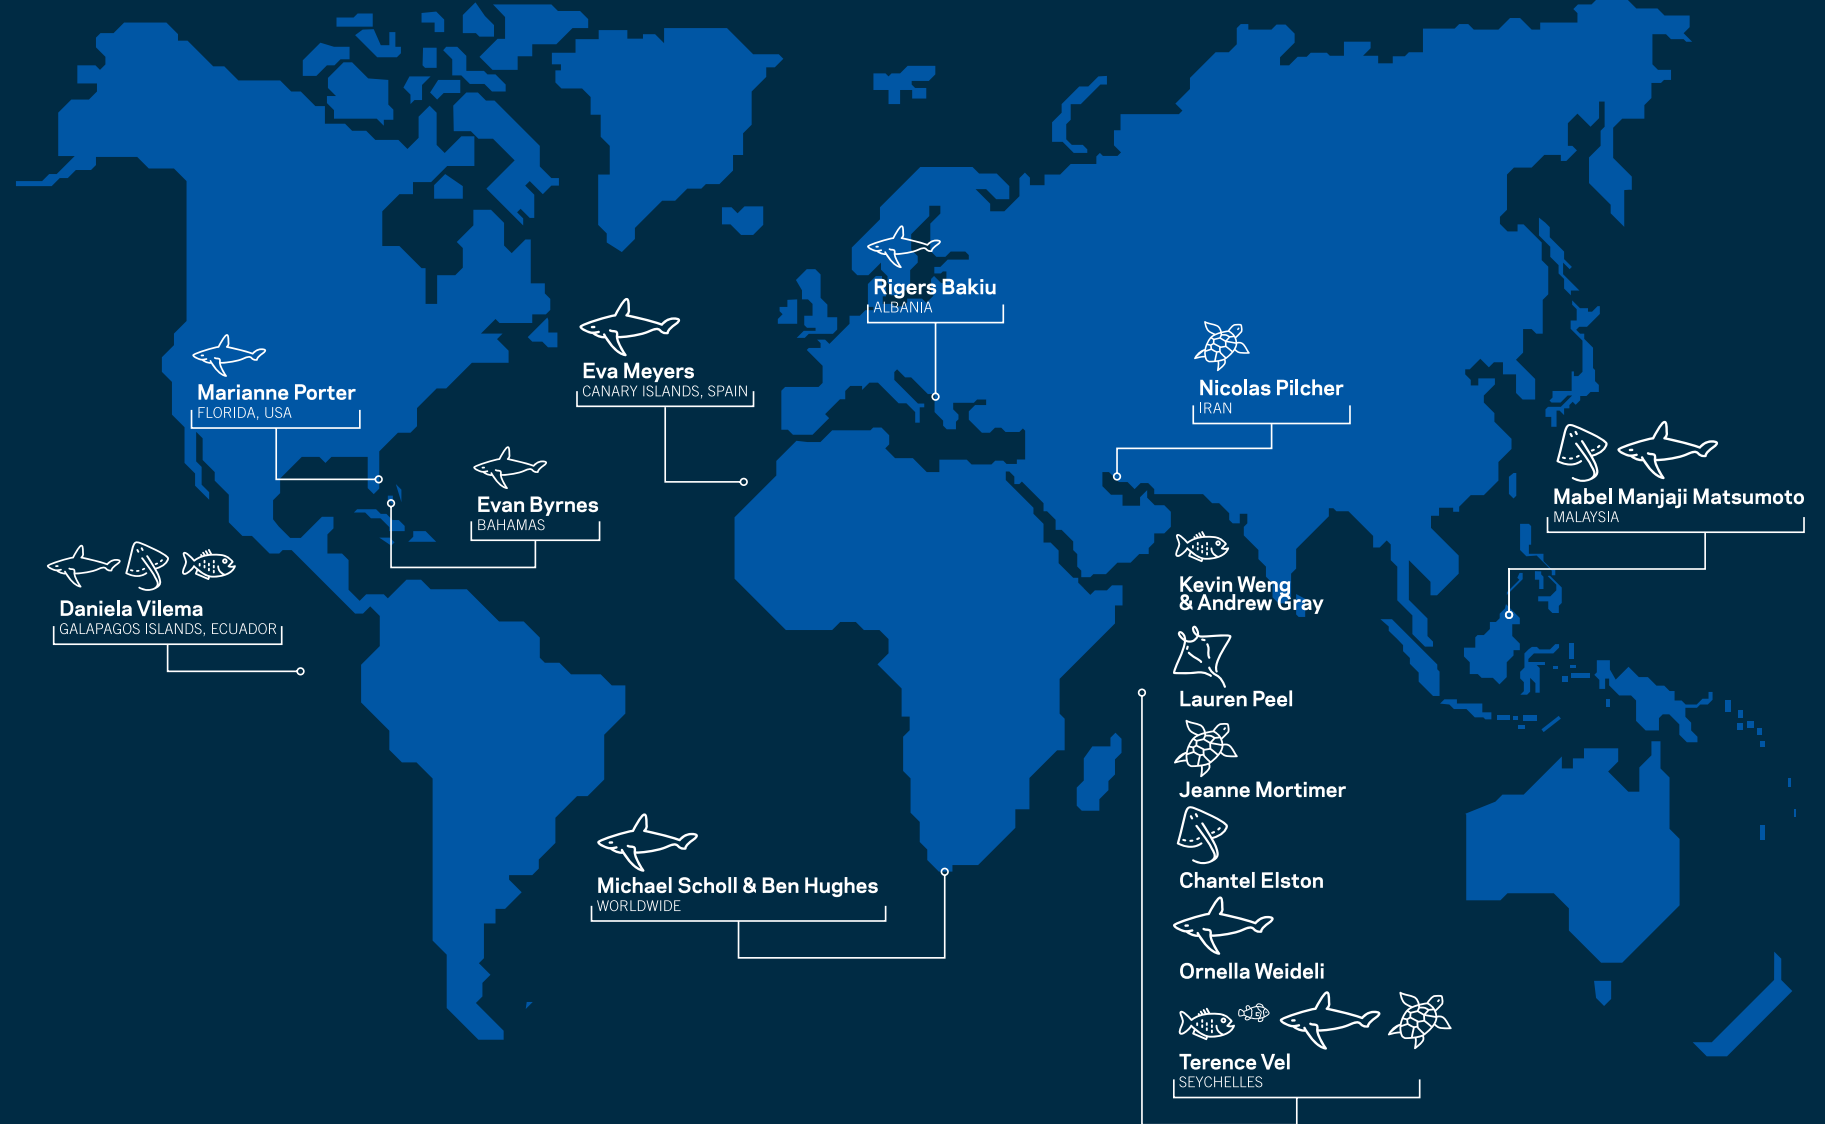 Rigers Bakiu
ALBANIA
Eva Meyers
CANARY ISLANDS, SPAIN
Marianne Porter
FLORIDA, USA
Nicolas Pilcher
IRAN
Evan Byrnes
BAHAMAS
Mabel Manjaji Matsumoto
MALAYSIA
Daniela Vilema
GALAPAGOS ISLANDS, ECUADOR
Kevin Weng
& Andrew Gray
Lauren Peel
Jeanne Mortimer
Chantel Elston
Michael Scholl & Ben Hughes
WORLDWIDE
Ornella Weideli
Terence Vel
SEYCHELLES